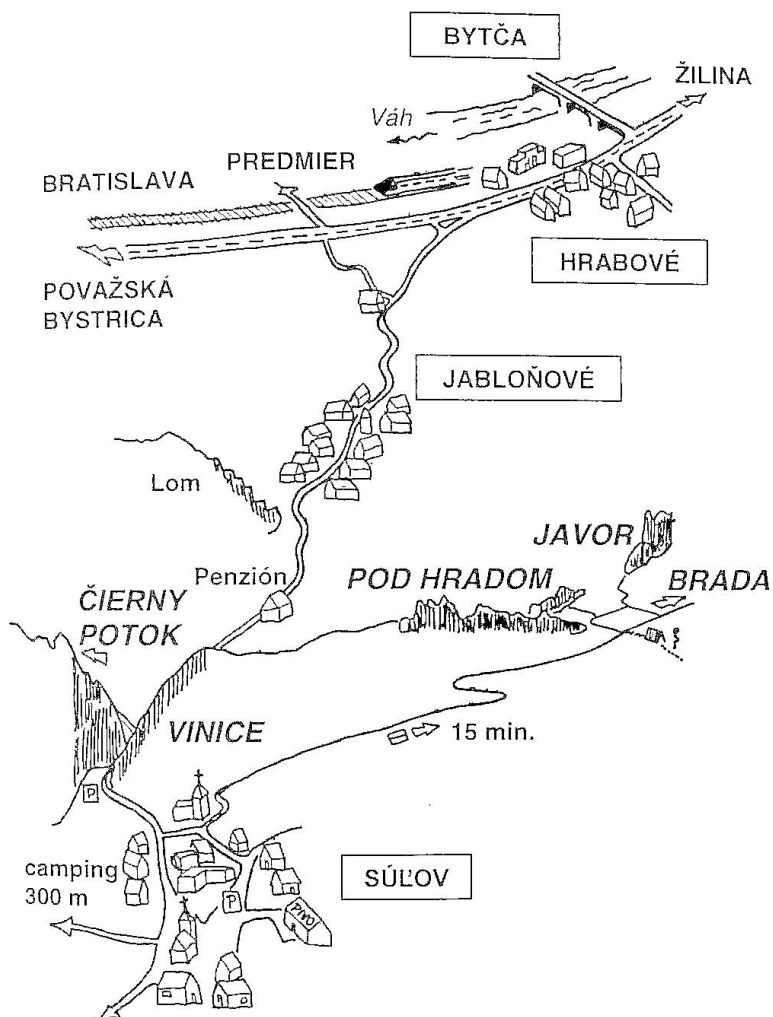 BYTČA
ŽILINA
Váh
PREDMIER
BRATISLAVA
HRABOVÉ
POVAŽSKÁ
BYSTRICA
JABLOŇOVÉ
Lom
JAVOR
Penzión
POD HRADOM
BRADA
ČIERNY
POTOK
VINICE
15 min.
P
camping
300 m
SÚĽOV
P
PIVO